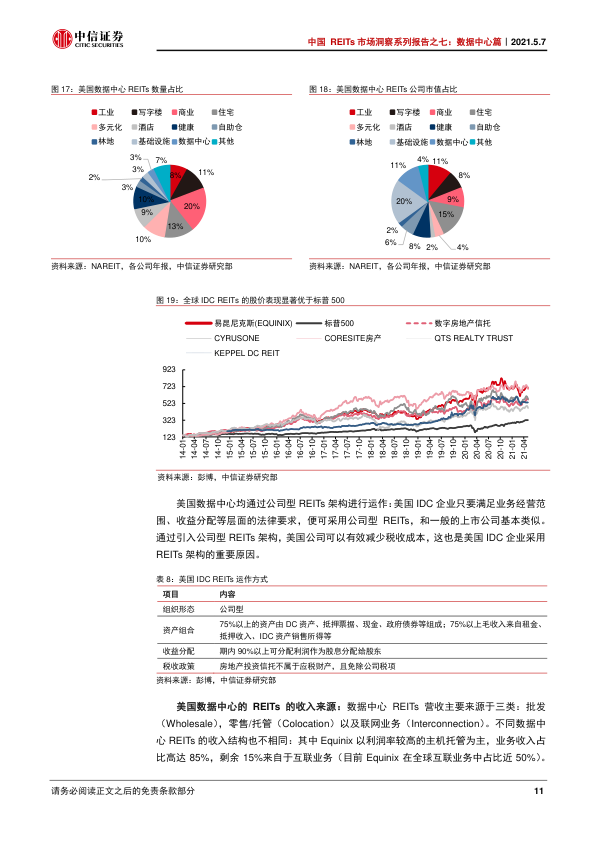 中信证券
CITIC SECURITIES
中国 REITs 市场洞察系列报告之七：数据中心篇｜2021.5.7
图 17：美国数据中心 REITs 数量占比
工业 写字楼 商业 住宅
多元化 酒店 健康 自助仓
林地 基础设施 数据中心 其他
8%
11%
20%
13%
10%
9%
10%
3%
2%
3%
3%
7%
资料来源：NAREIT，各公司年报，中信证券研究部
图 18：美国数据中心 REITs 公司市值占比
工业 写字楼 商业 住宅
多元化 酒店 健康 自助仓
林地 基础设施 数据中心 其他
11%
8%
9%
15%
4%
2%
8%
6%
2%
20%
11%
4%
资料来源：NAREIT，各公司年报，中信证券研究部
图 19：全球 IDC REITs 的股价表现显著优于标普 500
易昆尼克斯(EQUINIX) 标普500 数字房地产信托
CYRUSONE CORESITE房产 QTS REALTY TRUST
KEPPEL DC REIT
923
723
523
323
123
14-01 14-04 14-07 14-10 15-01 15-04 15-07 15-10 16-01 16-04 16-07 16-10 17-01 17-04 17-07 17-10 18-01 18-04 18-07 18-10 19-01 19-04 19-07 19-10 20-01 20-04 20-07 20-10 21-01 21-04
资料来源：彭博，中信证券研究部
美国数据中心均通过公司型 REITs 架构进行运作：美国 IDC 企业只要满足业务经营范
围、收益分配等层面的法律要求，便可采用公司型 REITs，和一般的上市公司基本类似。
通过引入公司型 REITs 架构，美国公司可以有效减少税收成本，这也是美国 IDC 企业采用
REITs 架构的重要原因。
表 8：美国 IDC REITs 运作方式
项目 内容
组织形态 公司型
资产组合 75%以上的资产由 DC 资产、抵押票据、现金、政府债券等组成；75%以上毛收入来自租金、
抵押收入、IDC 资产销售所得等
收益分配 期内 90%以上可分配利润作为股息分配给股东
税收政策 房地产投资信托不属于应税财产，且免除公司税项
资料来源：彭博，中信证券研究部
美国数据中心的 REITs 的收入来源：数据中心 REITs 营收主要来源于三类：批发
（Wholesale），零售/托管（Colocation）以及联网业务（Interconnection）。不同数据中
心 REITs 的收入结构也不相同：其中 Equinix 以利润率较高的主机托管为主，业务收入占
比高达 85%，剩余 15%来自于互联业务（目前 Equinix 在全球互联业务中占比近 50%）。
请务必阅读正文之后的免责条款部分
11